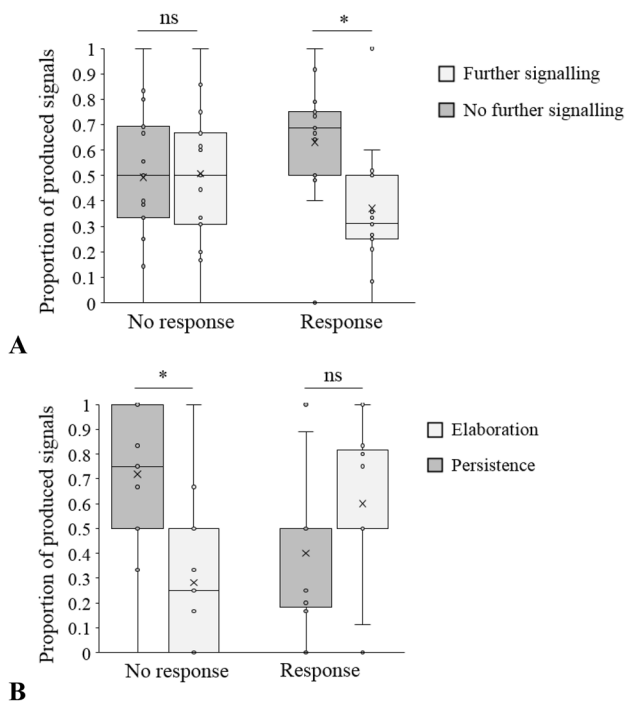 ns
*
Proportion of produced signals
1
0.9
0.8
0.7
0.6
0.5
0.4
0.3
0.2
0.1
0
Further signalling
No further signalling
No response
Response
A
*
ns
Proportion of produced signals
1
0.9
0.8
0.7
0.6
0.5
0.4
0.3
0.2
0.1
0
Elaboration
Persistence
No response
Response
B